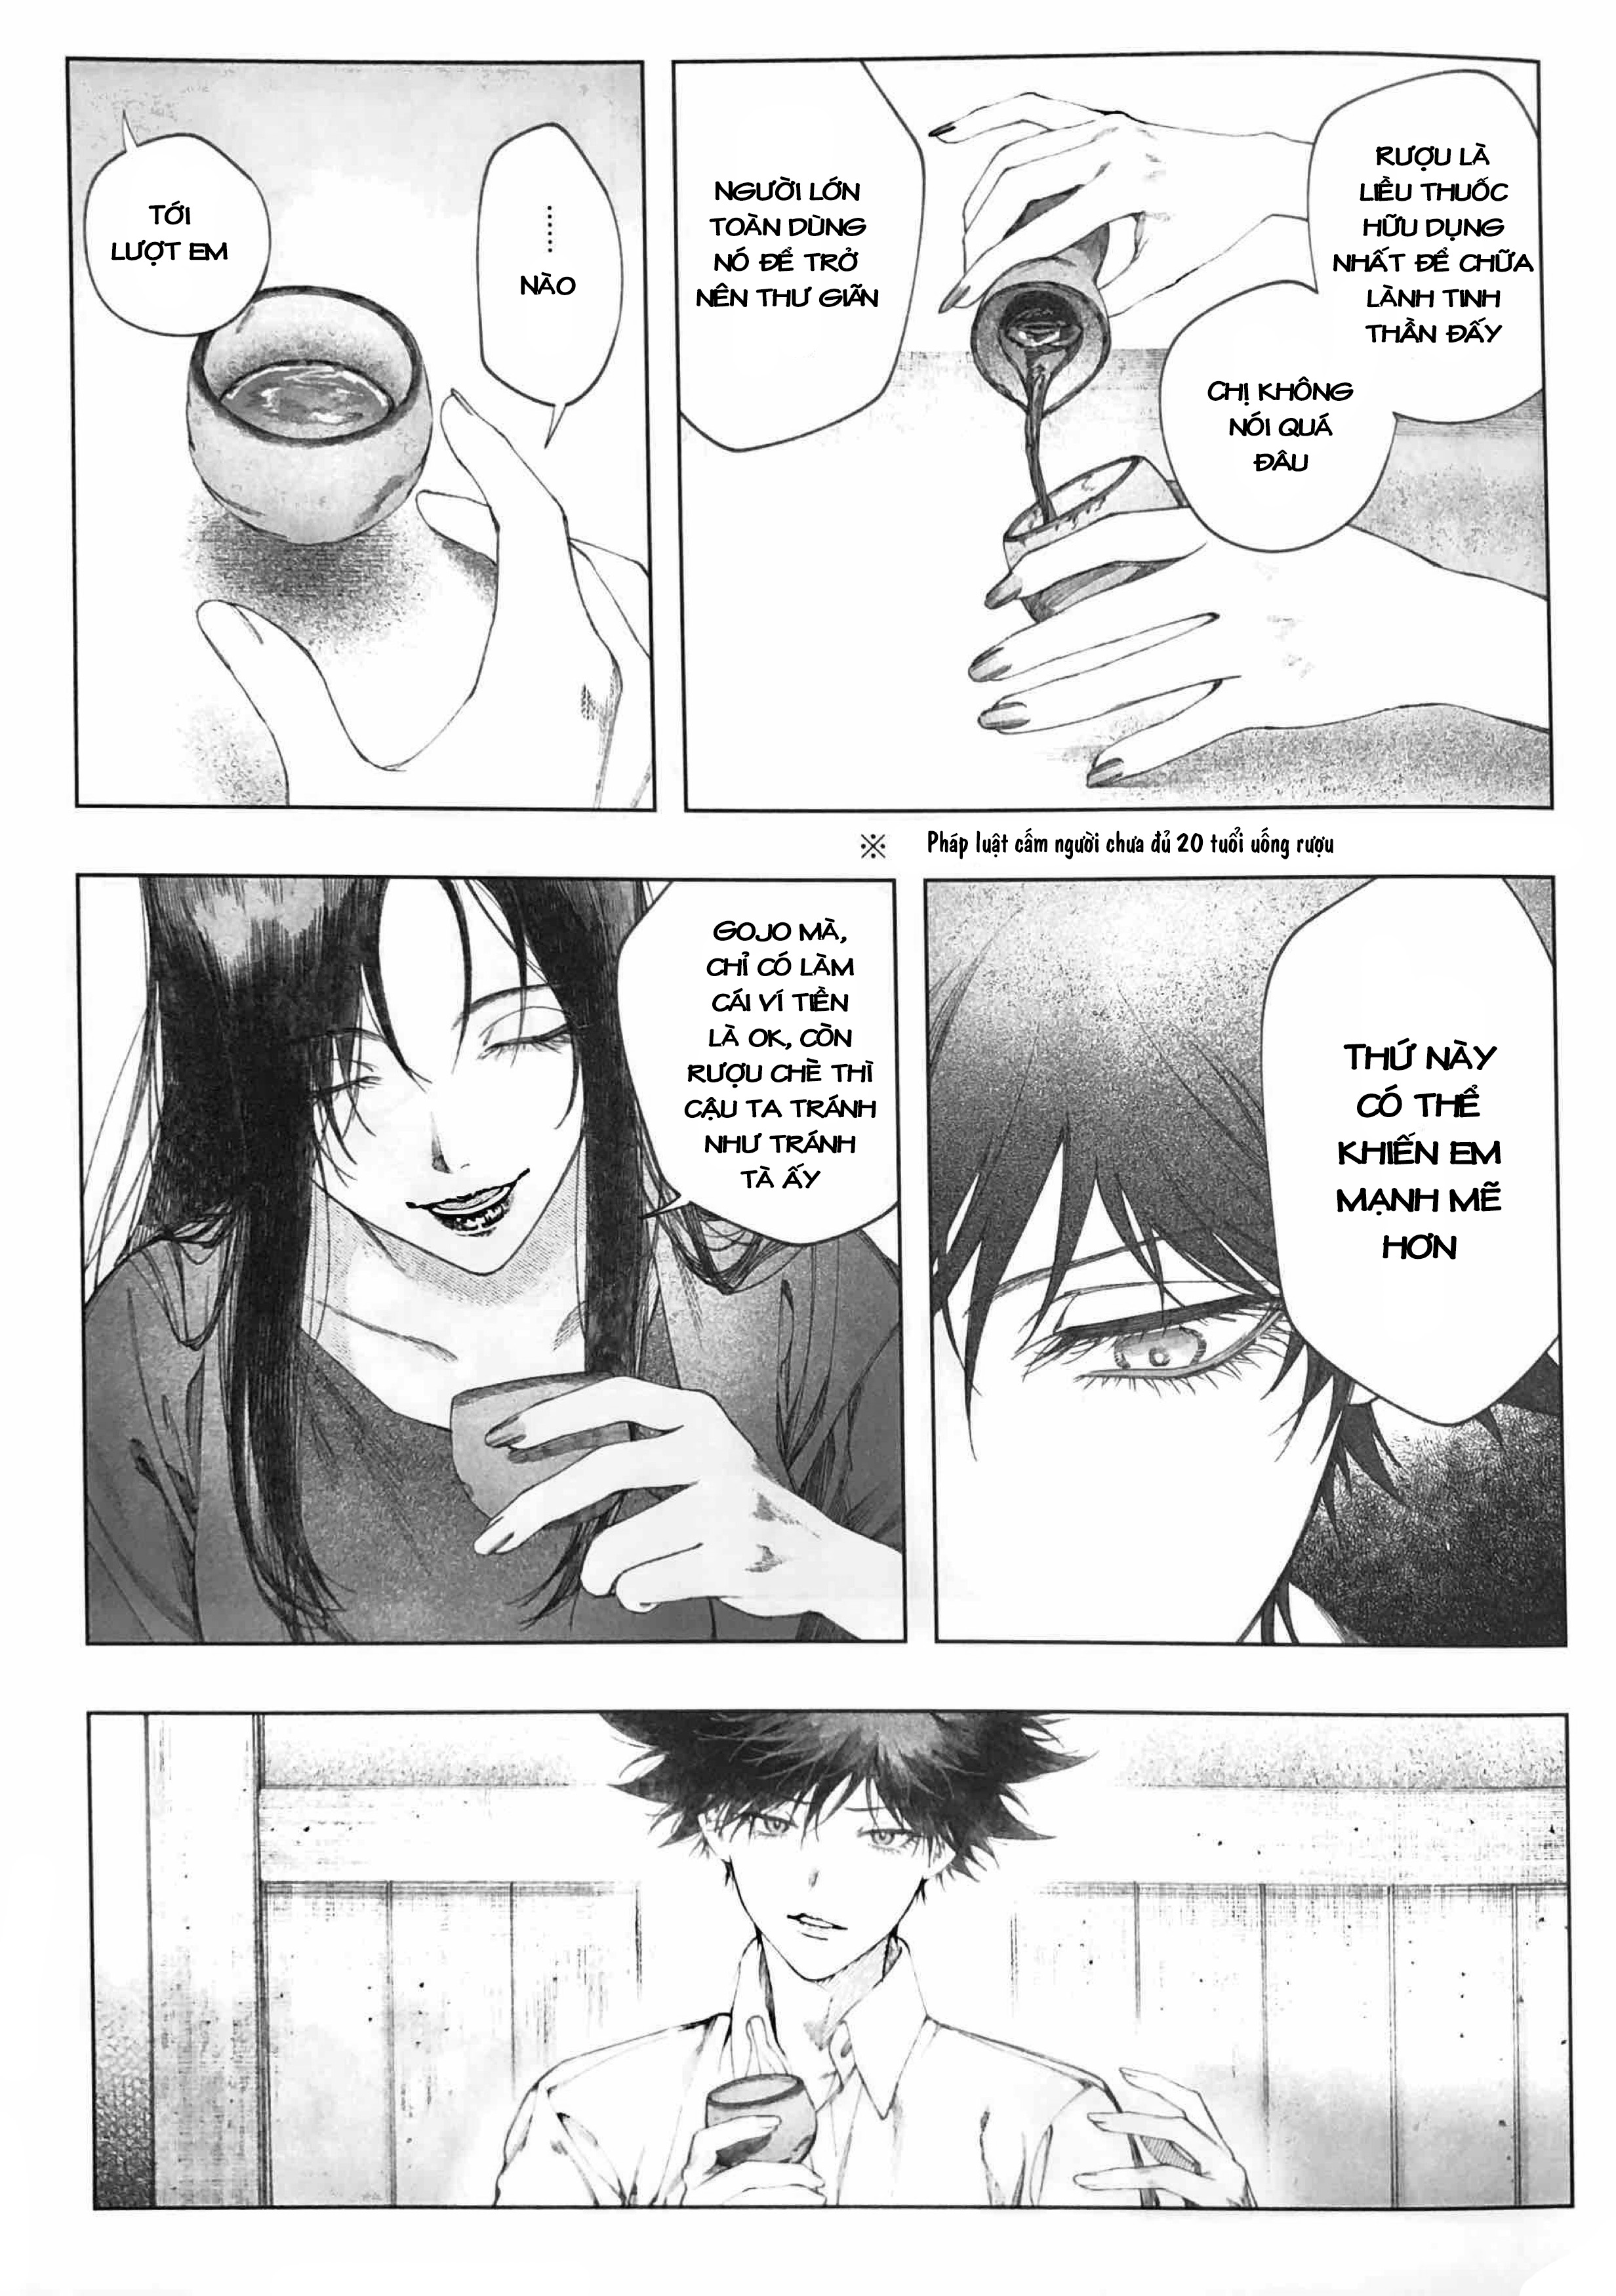 RƯỢU LÀ
LIỀU THUỐC
HỮU DỤNG
NHẤT ĐỂ CHỮA
LÀNH TINH
THẦN ĐẤY
CHỊ KHÔNG
NÓI QUÁ
ĐÂU
NGƯỜI LỚN
TOÀN DÙNG
NÓ ĐỂ TRỞ
NÊN THƯ GIÃN
......
NÀO
TỚI
LƯỢT EM
※ Pháp luật cấm người chưa đủ 20 tuổi uống rượu
THỨ NÀY
CÓ THỂ
KHIẾN EM
MẠNH MẼ
HƠN
GOJO MÀ,
CHỈ CÓ LÀM
CÁI VÍ TIỀN
LÀ OK, CÒN
RƯỢU CHÈ THÌ
CẬU TA TRÁNH
NHƯ TRÁNH
TÀ ẤY